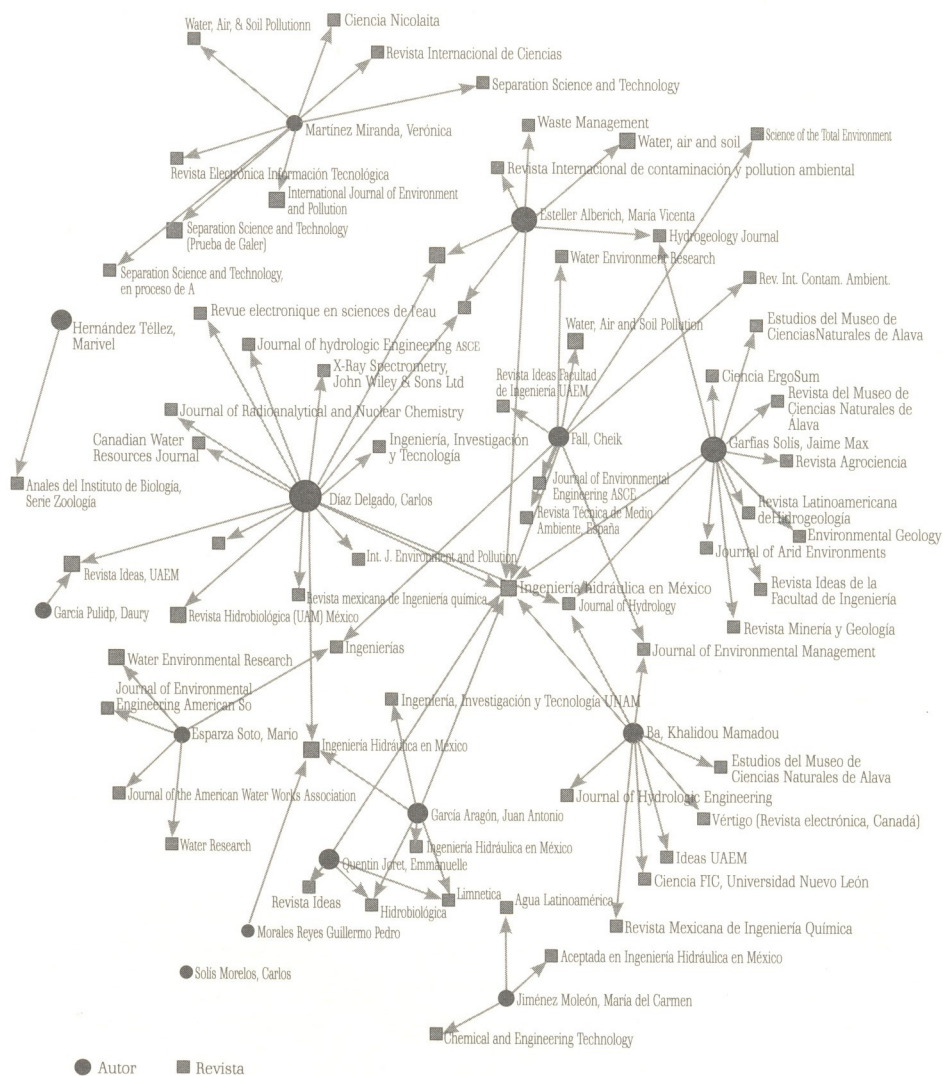 Water, Air, & Soil Pollutionn
Ciencia Nicolaita
Revista Internacional de Ciencias
Separation Science and Technology
Martínez Miranda, Verónica
Revista Electrónica Información Tecnológica
International Journal of Environment
and Pollution
Separation Science and Technology
(Prueba de Galer)
Separation Science and Technology,
en proceso de A
Waste Management
Water, air and soil
Science of the Total Environment
Revista Internacional de contaminación y pollution ambiental
Esteller Alberich, Maria Vicenta
Hydrogeology Journal
Water Environment Research
Rev. Int. Contam. Ambient.
Hernández Téllez,
Marivel
Revue electronique en sciences de l'eau
Journal of hydrologic Engineering ASCE
X-Ray Spectrometry,
John Wiley & Sons Ltd
Journal of Radioanalytical and Nuclear Chemistry
Canadian Water
Resources Journal
Ingeniería, Investigación
y Tecnología
Anales del Instituto de Biología,
Serie Zoología
Díaz Delgado, Carlos
Water, Air and Soil Pollution
Revista Ideas Facultad
de Ingeniería UAEM
Fall, Cheik
Journal of Environmental
Engineering ASCE
Revista Técnica de Medio
Ambiente, España
Estudios del Museo de
CienciasNaturales de Alava
Ciencia ErgoSum
Revista del Museo de
Ciencias Naturales de
Alava
Garfias Solis, Jaime Max
Revista Agrociencia
Revista Latinoamericana
deHidrogeología
Environmental Geology
Journal of Arid Environments
Revista Ideas de la
Facultad de Ingeniería
Revista Minería y Geología
Revista Ideas, UAEM
Int. J. Environment and Pollution
García Pulidp, Daury
Revista Hidrobiológica (UAM) México
Revista mexicana de Ingeniería química
Ingeniería hidráulica en México
Journal of Hydrology
Ingenierías
Journal of Environmental Management
Water Environmental Research
Journal of Environmental
Engineering American So
Esparza Soto, Mario
Journal of the American Water Works Association
Water Research
Ingeniería, Investigación y Tecnología UNAM
Ingeniería Hidráulica en México
García Aragón, Juan Antonio
Ingeniería Hidráulica en México
Quentin Joret, Emmanuelle
Revista Ideas
Hidrobiológica
Limnetica
Ba, Khalidou Mamadou
Estudios del Museo de
Ciencias Naturales de Alava
Journal of Hydrologic Engineering
Vértigo (Revista electrónica, Canadá)
Ideas UAEM
Ciencia FIC, Universidad Nuevo León
Revista Mexicana de Ingeniería Química
Morales Reyes Guillermo Pedro
Solís Morelos, Carlos
Agua Latinoamérica
Aceptada en Ingeniería Hidráulica en México
Jiménez Moleón, María del Carmen
Chemical and Engineering Technology
Autor
Revista